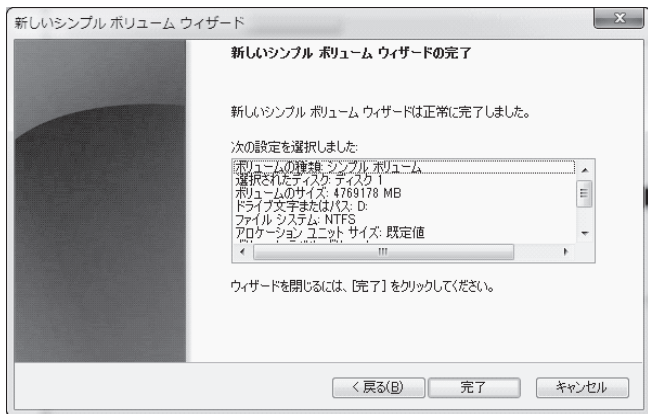 新しいシンプル ボリューム ウィザード
新しいシンプル ボリューム ウィザードの完了
新しいシンプル ボリューム ウィザードは正常に完了しました。
次の設定を選択しました:
ボリュームの種類: シンプル ボリューム
選択されたディスク: ディスク 1
ボリュームのサイズ: 4769178 MB
ドライブ文字またはパス: D:
ファイル システム: NTFS
アロケーション ユニット サイズ: 既定値
ウィザードを閉じるには、[完了] をクリックしてください。
< 戻る(B)
完了
キャンセル